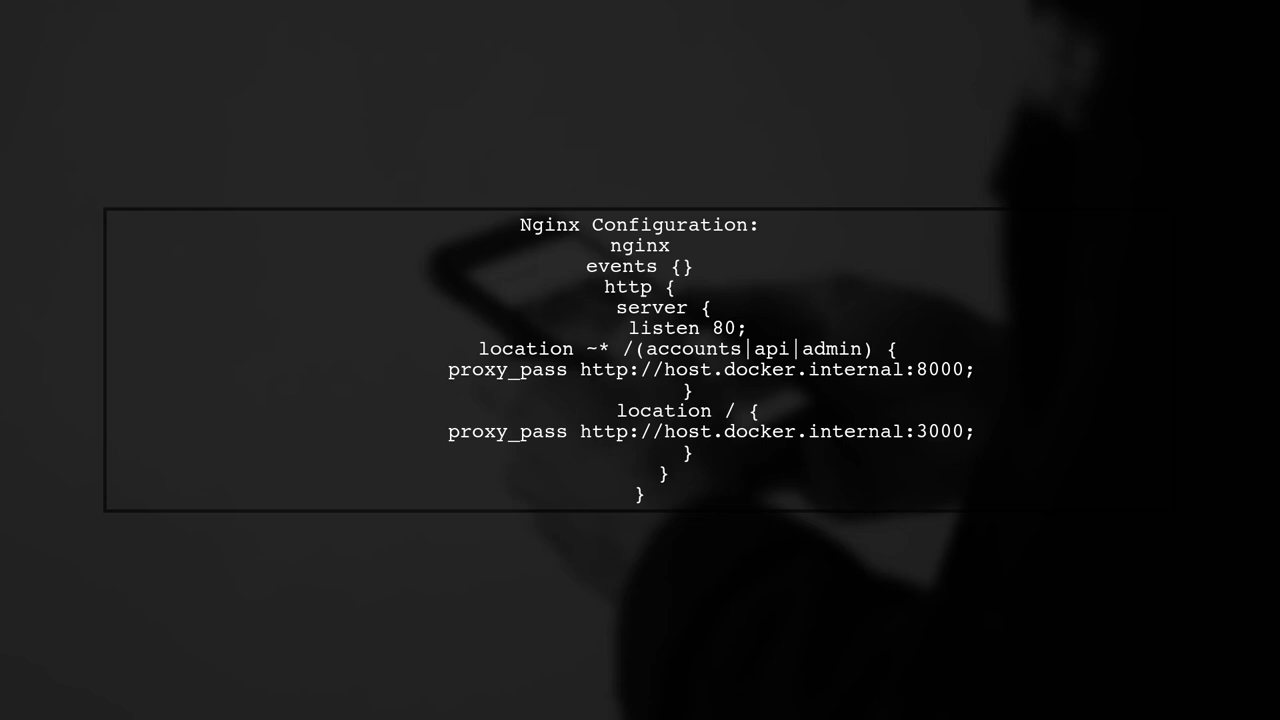 Nginx Configuration:
nginx
events {}
http {
server {
listen 80;
location ~* /(accounts|api|admin) {
proxy_pass http://host.docker.internal:8000;
}
location / {
proxy_pass http://host.docker.internal:3000;
}
}
}